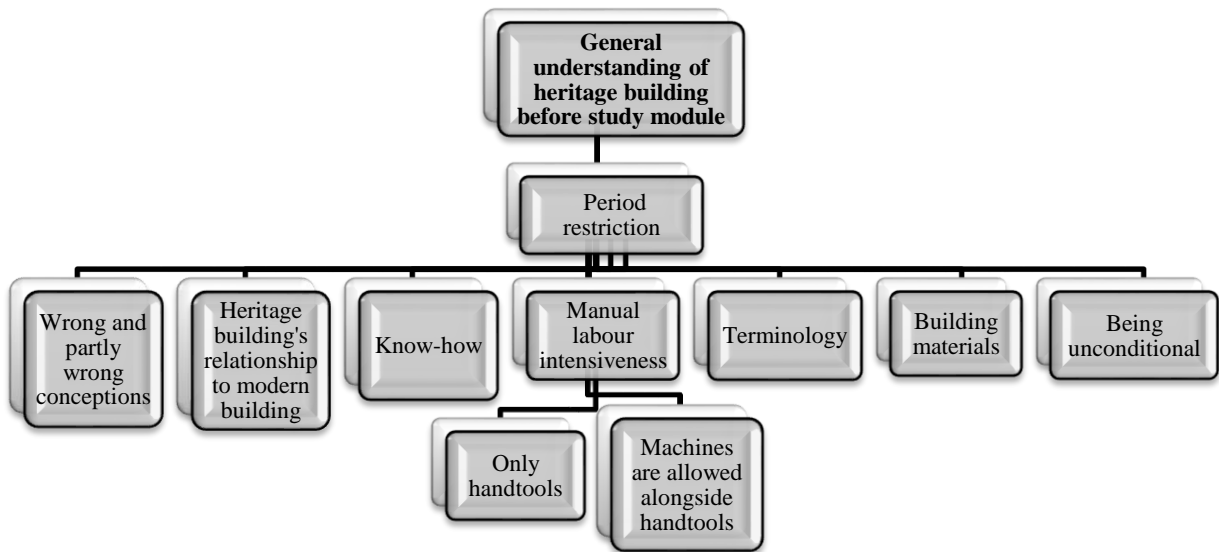 General
understanding of
heritage building
before study module
Period
restriction
Wrong and
partly
wrong
conceptions
Heritage
building's
relationship
to modern
building
Know-how
Manual
labour
intensiveness
Terminology
Building
materials
Being
unconditional
Only
handtools
Machines
are allowed
alongside
handtools